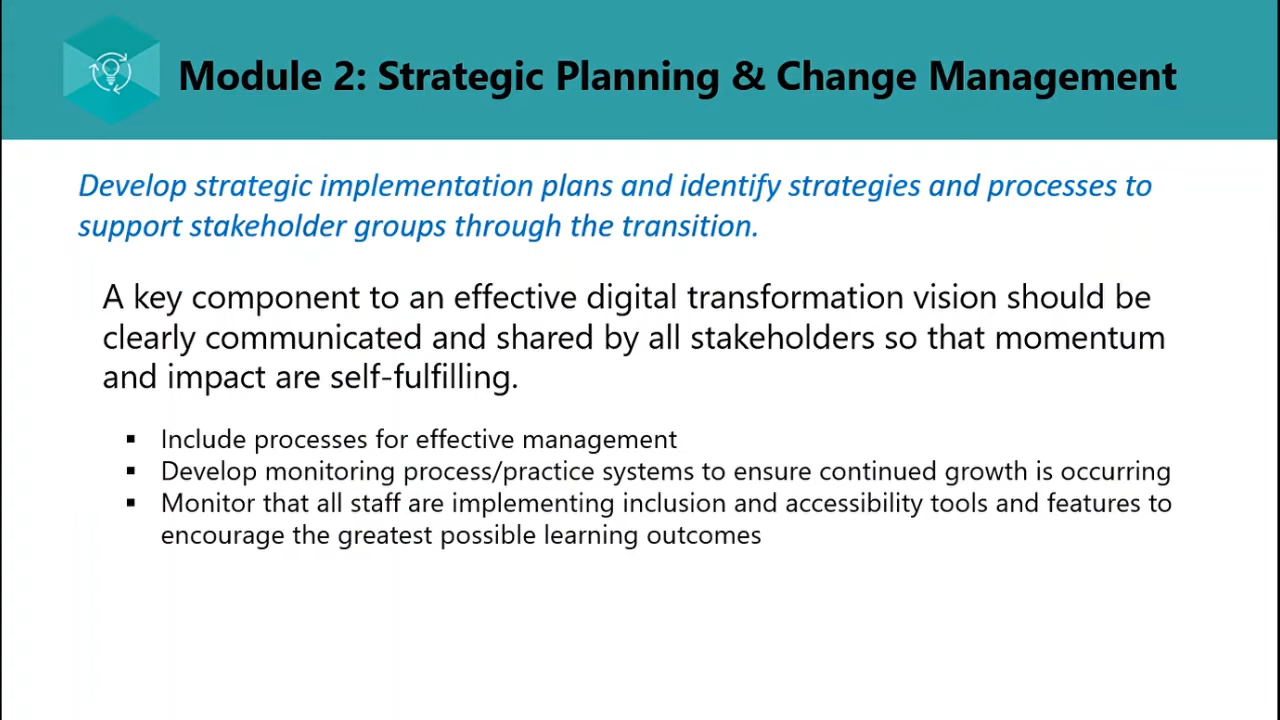 Module 2: Strategic Planning & Change Management
Develop strategic implementation plans and identify strategies and processes to
support stakeholder groups through the transition.
A key component to an effective digital transformation vision should be
clearly communicated and shared by all stakeholders so that momentum
and impact are self-fulfilling.
▪ Include processes for effective management
▪ Develop monitoring process/practice systems to ensure continued growth is occurring
▪ Monitor that all staff are implementing inclusion and accessibility tools and features to
encourage the greatest possible learning outcomes